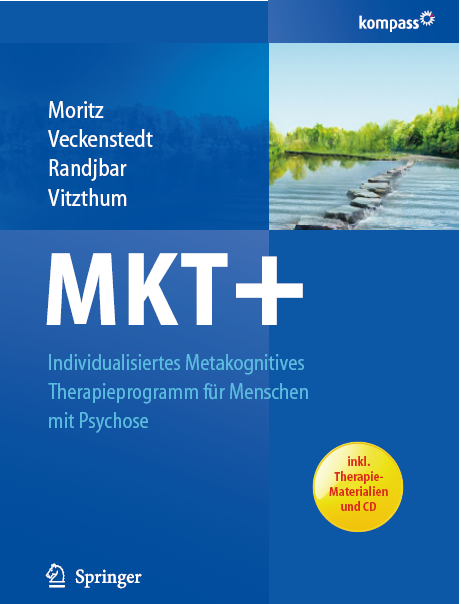 kompass
Moritz
Veckenstedt
Randjbar
Vitzthum
MKT+
Individualisiertes Metakognitives
Therapieprogramm für Menschen
mit Psychose
inkl.
Therapie-
Materialien
und CD
Springer